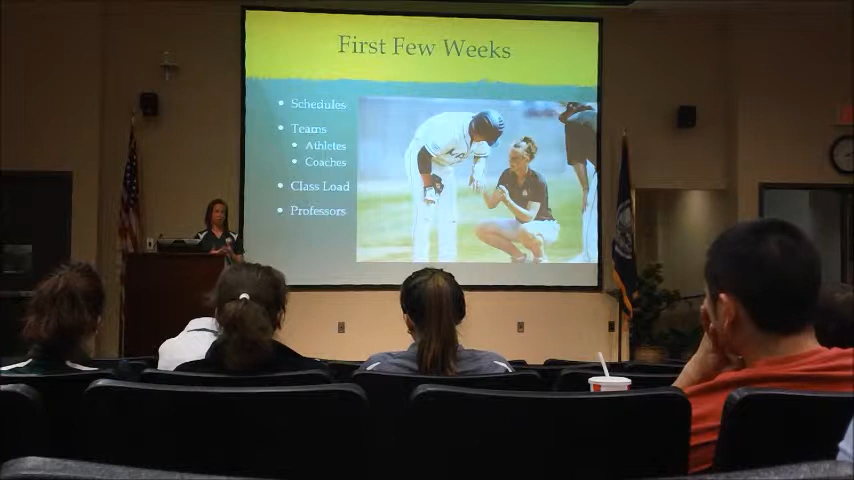 First Few Weeks
Schedules
Teams
Athletes
Coaches
Class Load
Professors